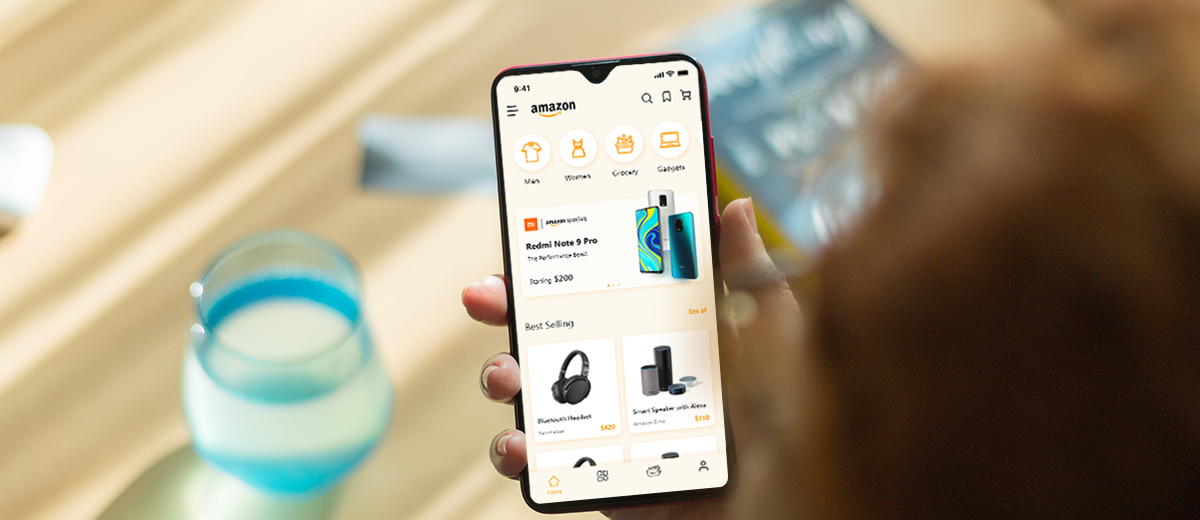 9:41
amazon
Men
Women
Grocery
Gadgets
mi | amazon specials
Redmi Note 9 Pro
The Performance Beast
Starting $200
Best Selling
See all
Bluetooth Headset
$420
Smart Speaker with Alexa
Amazon Echo
$110
Home